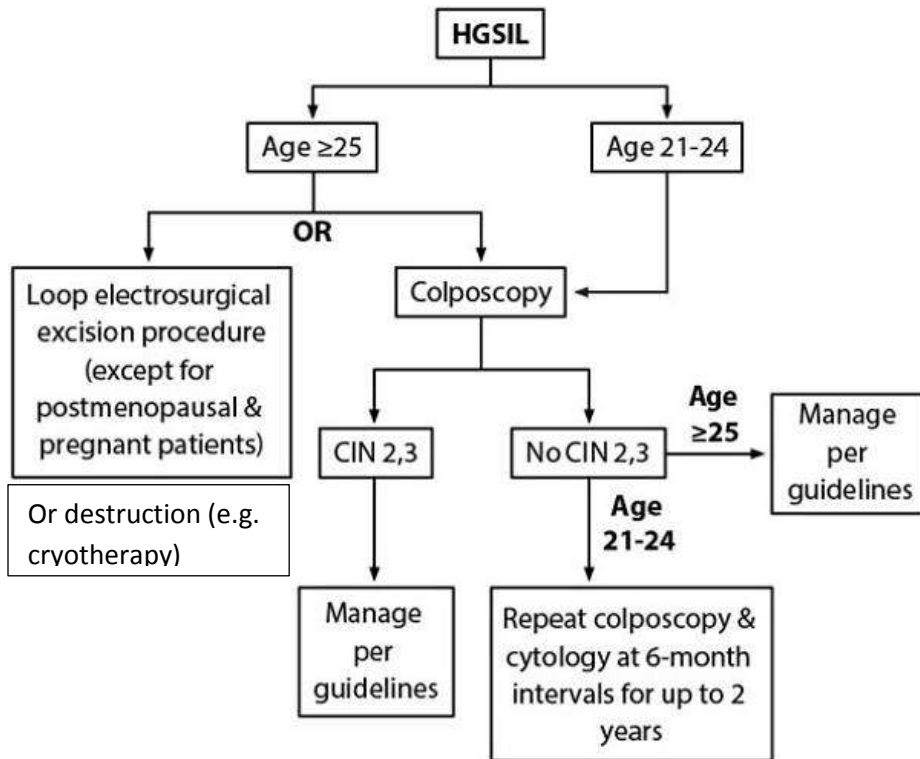 HGSIL
Age ≥25
Age 21-24
OR
Loop electrosurgical
excision procedure
(except for
postmenopausal &
pregnant patients)
Colposcopy
Or destruction (e.g.
cryotherapy)
CIN 2,3
No CIN 2,3
Age
≥25
Manage
per
guidelines
Age
21-24
Manage
per
guidelines
Repeat colposcopy &
cytology at 6-month
intervals for up to 2
years